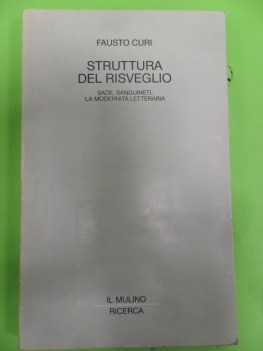 FAUSTO CURI
STRUTTURA
DEL RISVEGLIO
SADE, SANGUINETI,
LA MODERNITÀ LETTERARIA
IL MULINO
RICERCA